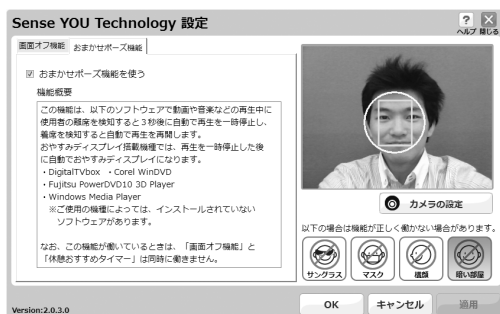 Sense YOU Technology 設定
ヘルプ 閉じる
画面オフ機能 おまかせポーズ機能
おまかせポーズ機能を使う
機能概要
この機能は、以下のソフトウェアで動画や音楽などの再生中に
使用者の離席を検知すると3秒後に自動で再生を一時停止し、
着席を検知すると自動で再生を再開します。
おやすみディスプレイ搭載機種では、再生を一時停止した後
に自動でおやすみディスプレイになります。
・DigitalTVbox ・Corel WinDVD
・Fujitsu PowerDVD10 3D Player
・Windows Media Player
※ご使用の機種によっては、インストールされていない
ソフトウェアがあります。
なお、この機能が働いているときは、「画面オフ機能」と
「休憩おすすめタイマー」は同時に働きません。
カメラの設定
以下の場合は機能が正しく働かない場合があります。
サングラス マスク 横顔 暗い部屋
Version:2.0.3.0
OK キャンセル 適用